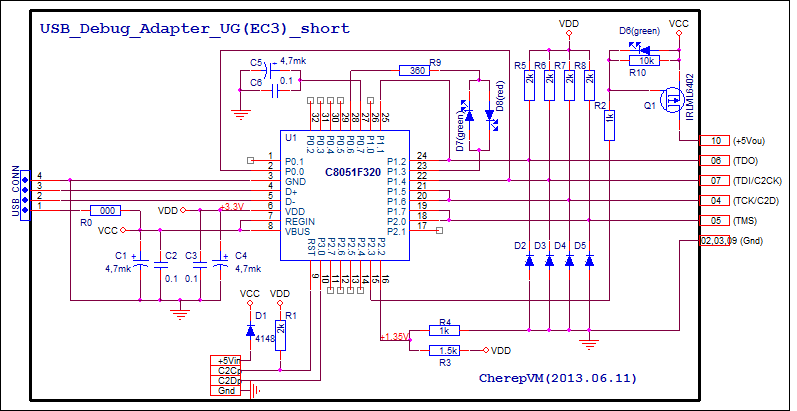 USB_Debug_Adapter_UG(EC3)_short
VDD
D6(green)
VCC
C5
4,7mk
C6
0.1
R9
360
R5
2k
R6
2k
R7
2k
R8
2k
10k
R10
Q1
IRLML6402
R2
1k
D7(green)
D8(red)
32 31 30 29 28 27 26 25
P0.2
P0.3
P0.4
P0.5
P0.6
P0.7
P1.0
P1.1
U1
C8051F320
1 P0.1
2 P0.0
3 GND
4 D+
5 D-
6 VDD
7 REGIN
8 VBUS
P1.2 24
P1.3 23
P1.4 22
P1.5 21
P1.6 20
P1.7 19
P2.0 18
P2.1 17
RST
P3.0
P2.7
P2.6
P2.5
P2.4
P2.3
P2.2
9 10 11 12 13 14 15 16
10 (+5Vou)
06 (TDO)
07 (TDI/C2CK)
04 (TCK/C2D)
05 (TMS)
02,03,09 (Gnd)
USB_CONN
4
3
2
1
000
R0
VDD
+3.3V
VCC
C1
4,7mk
C2
0.1
C3
0.1
C4
4,7mk
D2
D3
D4
D5
VCC
VDD
D1
4148
R1
2k
+5Vin
C2Cp
C2Dp
Gnd
+1.35V
R4
1k
1.5k
R3
VDD
CherepVM(2013.06.11)